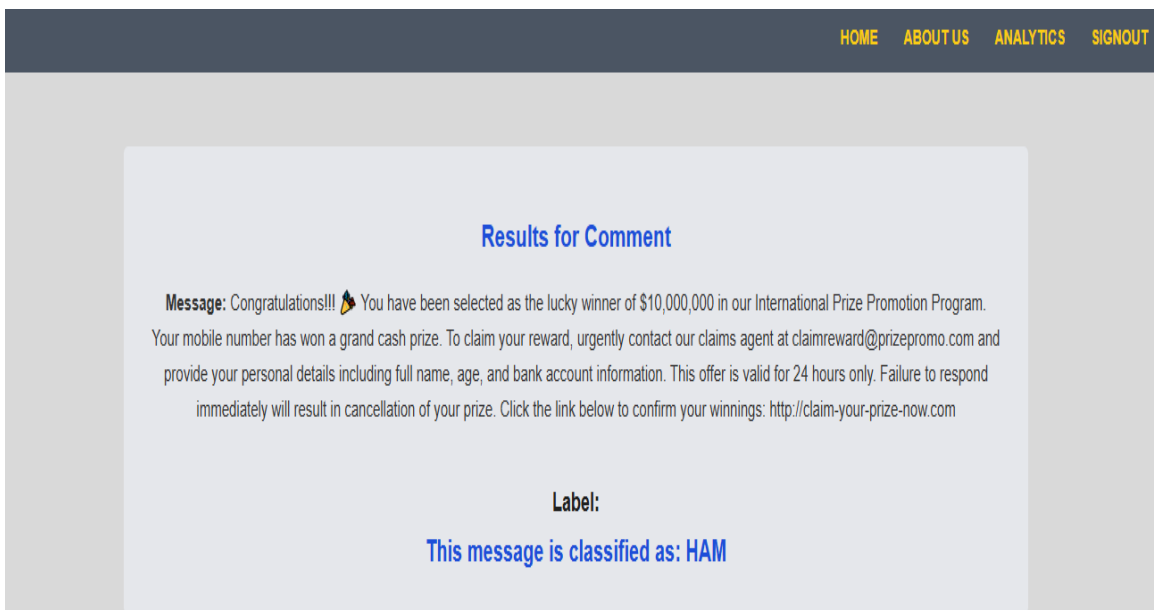 HOME ABOUT US ANALYTICS SIGNOUT
Results for Comment
Message: Congratulations!!! 🎉 You have been selected as the lucky winner of $10,000,000 in our International Prize Promotion Program.
Your mobile number has won a grand cash prize. To claim your reward, urgently contact our claims agent at claimreward@prizepromo.com and
provide your personal details including full name, age, and bank account information. This offer is valid for 24 hours only. Failure to respond
immediately will result in cancellation of your prize. Click the link below to confirm your winnings: http://claim-your-prize-now.com
Label:
This message is classified as: HAM